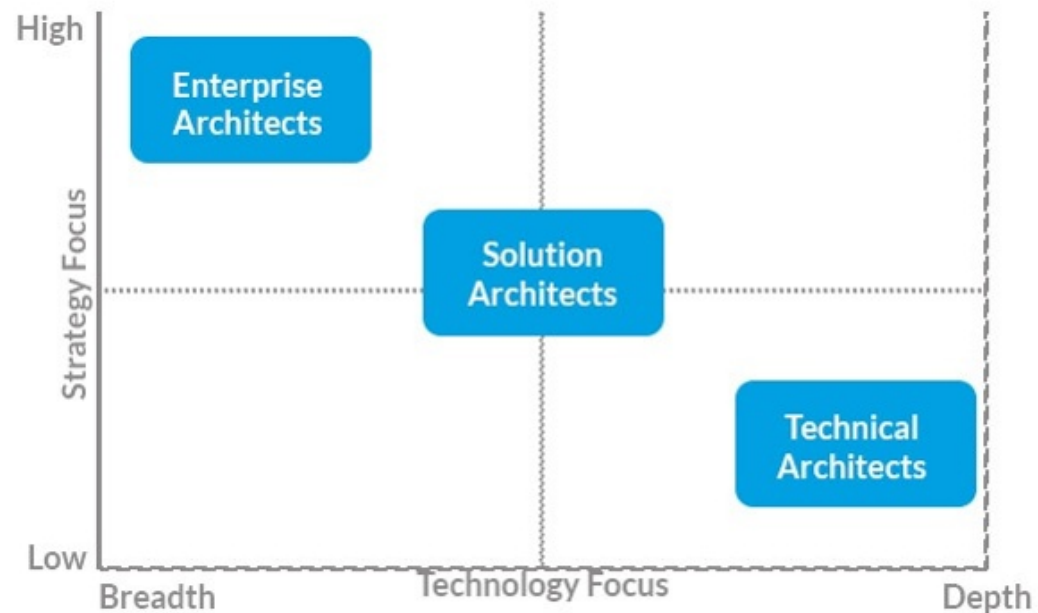 High
Enterprise
Architects
Strategy Focus
Solution
Architects
Technical
Architects
Low
Technology Focus
Breadth
Depth